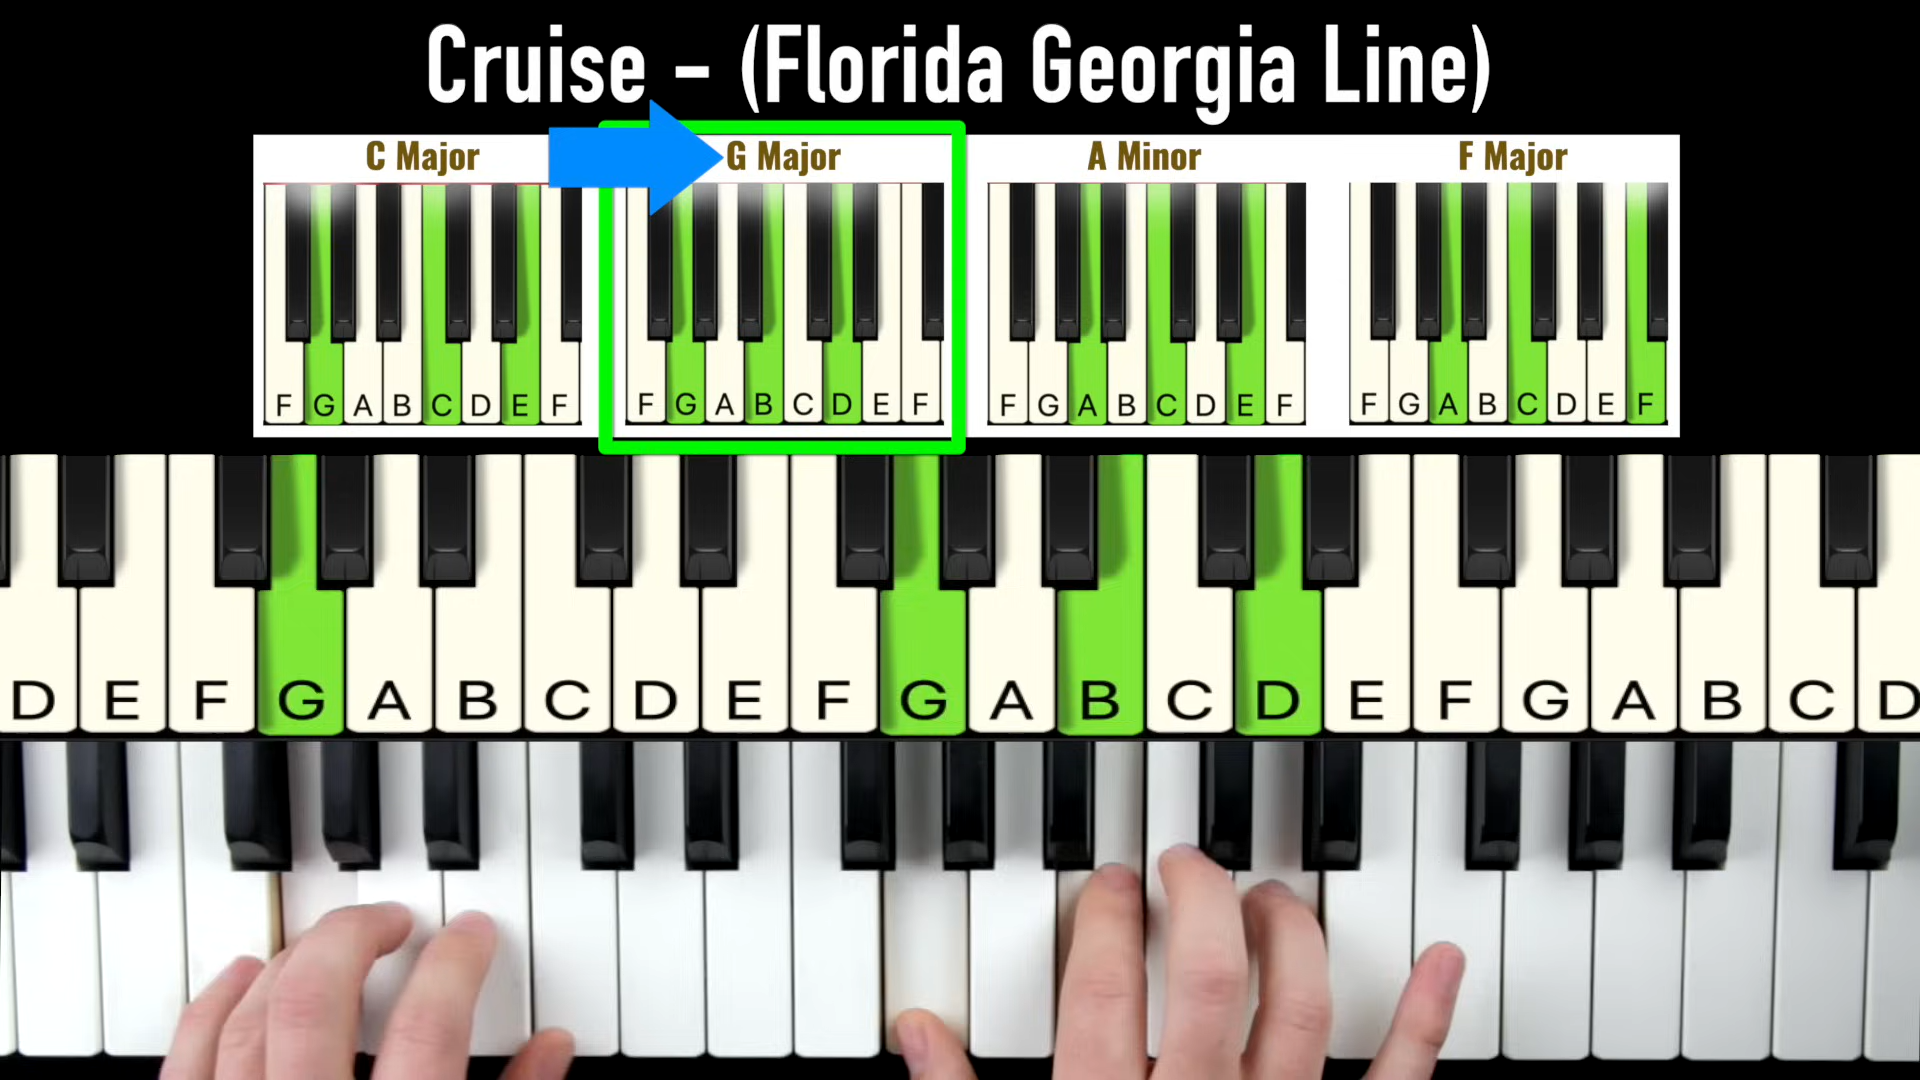 Cruise - (Florida Georgia Line)
C Major G Major A Minor F Major
F G A B C D E F F G A B C D E F F G A B C D E F F G A B C D E F
D E F G A B C D E F G A B C D E F G A B C D